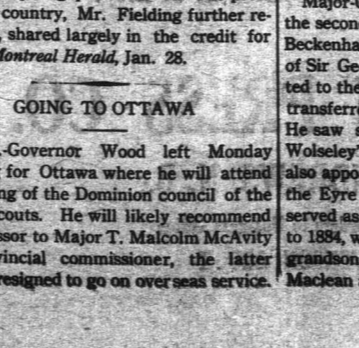 country, Mr. Fielding further re-
, shared largely in the credit for
Montreal Herald, Jan. 28.
GOING TO OTTAWA
.-Governor Wood left Monday
for Ottawa where he will attend
ng of the Dominion council of the
couts. He will likely recommend
ssor to Major T. Malcolm McAvity
vincial commissioner, the latter
resigned to go on overseas service.
Major-
the secon
Beckenha
of Sir Ge
ted to the
transferre
He saw
Wolseley'
also appo
the Eyre
served as
to 1884, w
grandson
Maclean